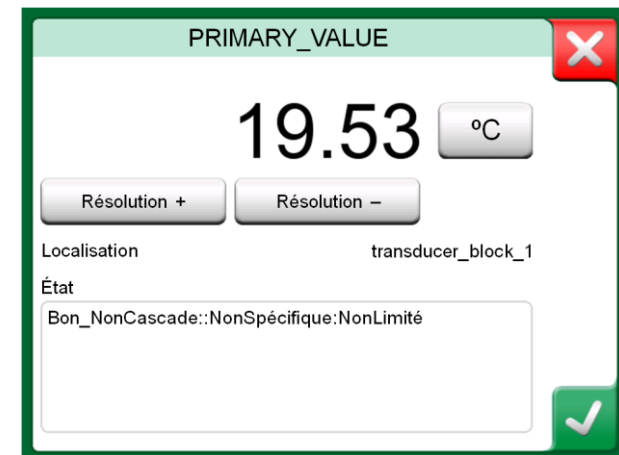 PRIMARY_VALUE
19.53 ºC
Résolution + Résolution –
Localisation transducer_block_1
État
Bon_NonCascade::NonSpécifique:NonLimité